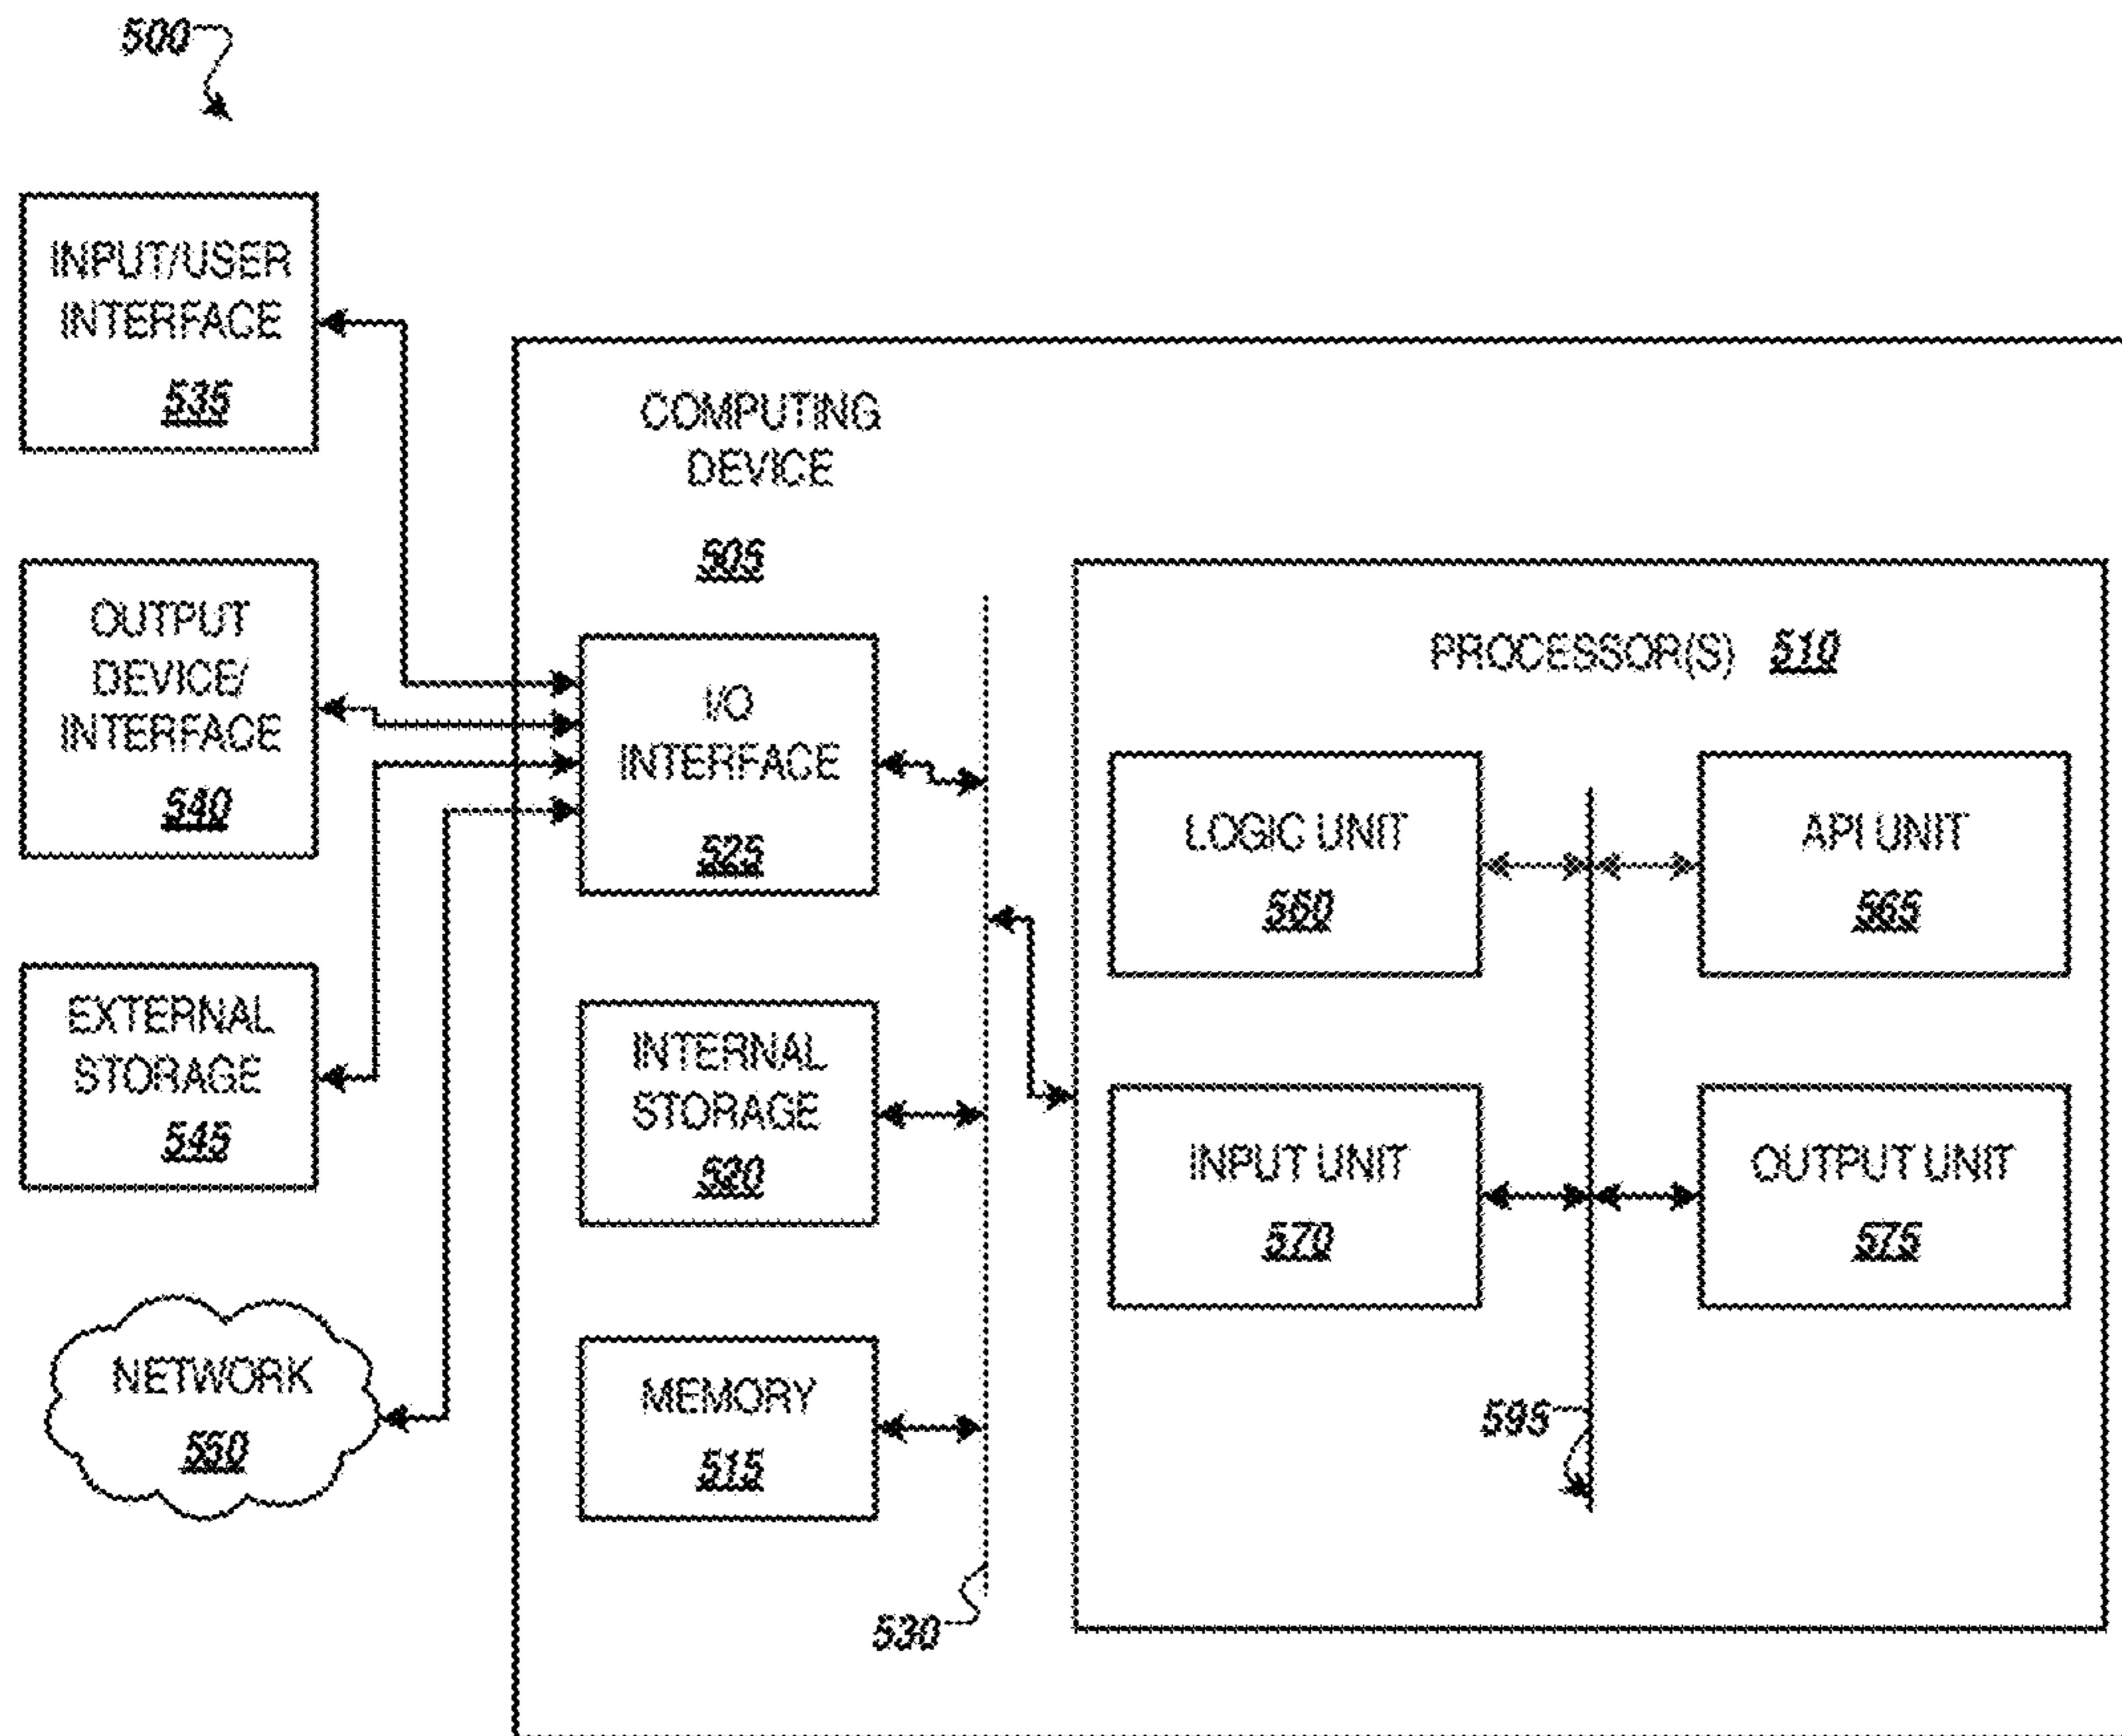 500
INPUT/USER
INTERFACE
535
OUTPUT
DEVICE/
INTERFACE
540
EXTERNAL
STORAGE
545
NETWORK
550
COMPUTING
DEVICE
505
I/O
INTERFACE
525
INTERNAL
STORAGE
520
MEMORY
515
530
PROCESSOR(S) 510
LOGIC UNIT
560
API UNIT
565
INPUT UNIT
570
OUTPUT UNIT
575
595